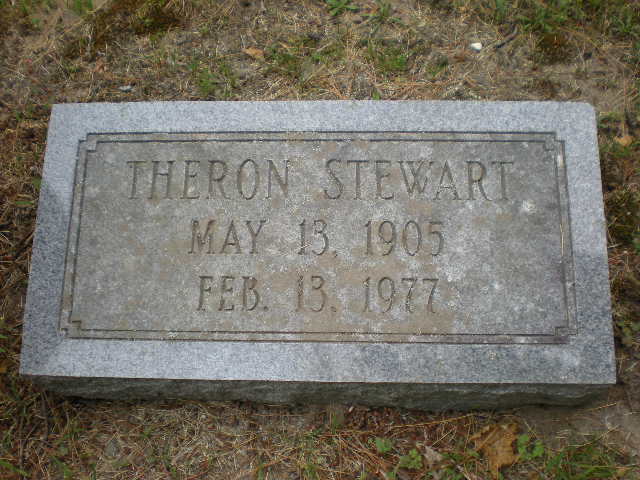 THERON STEWART
MAY 13, 1905
FEB. 13, 1977